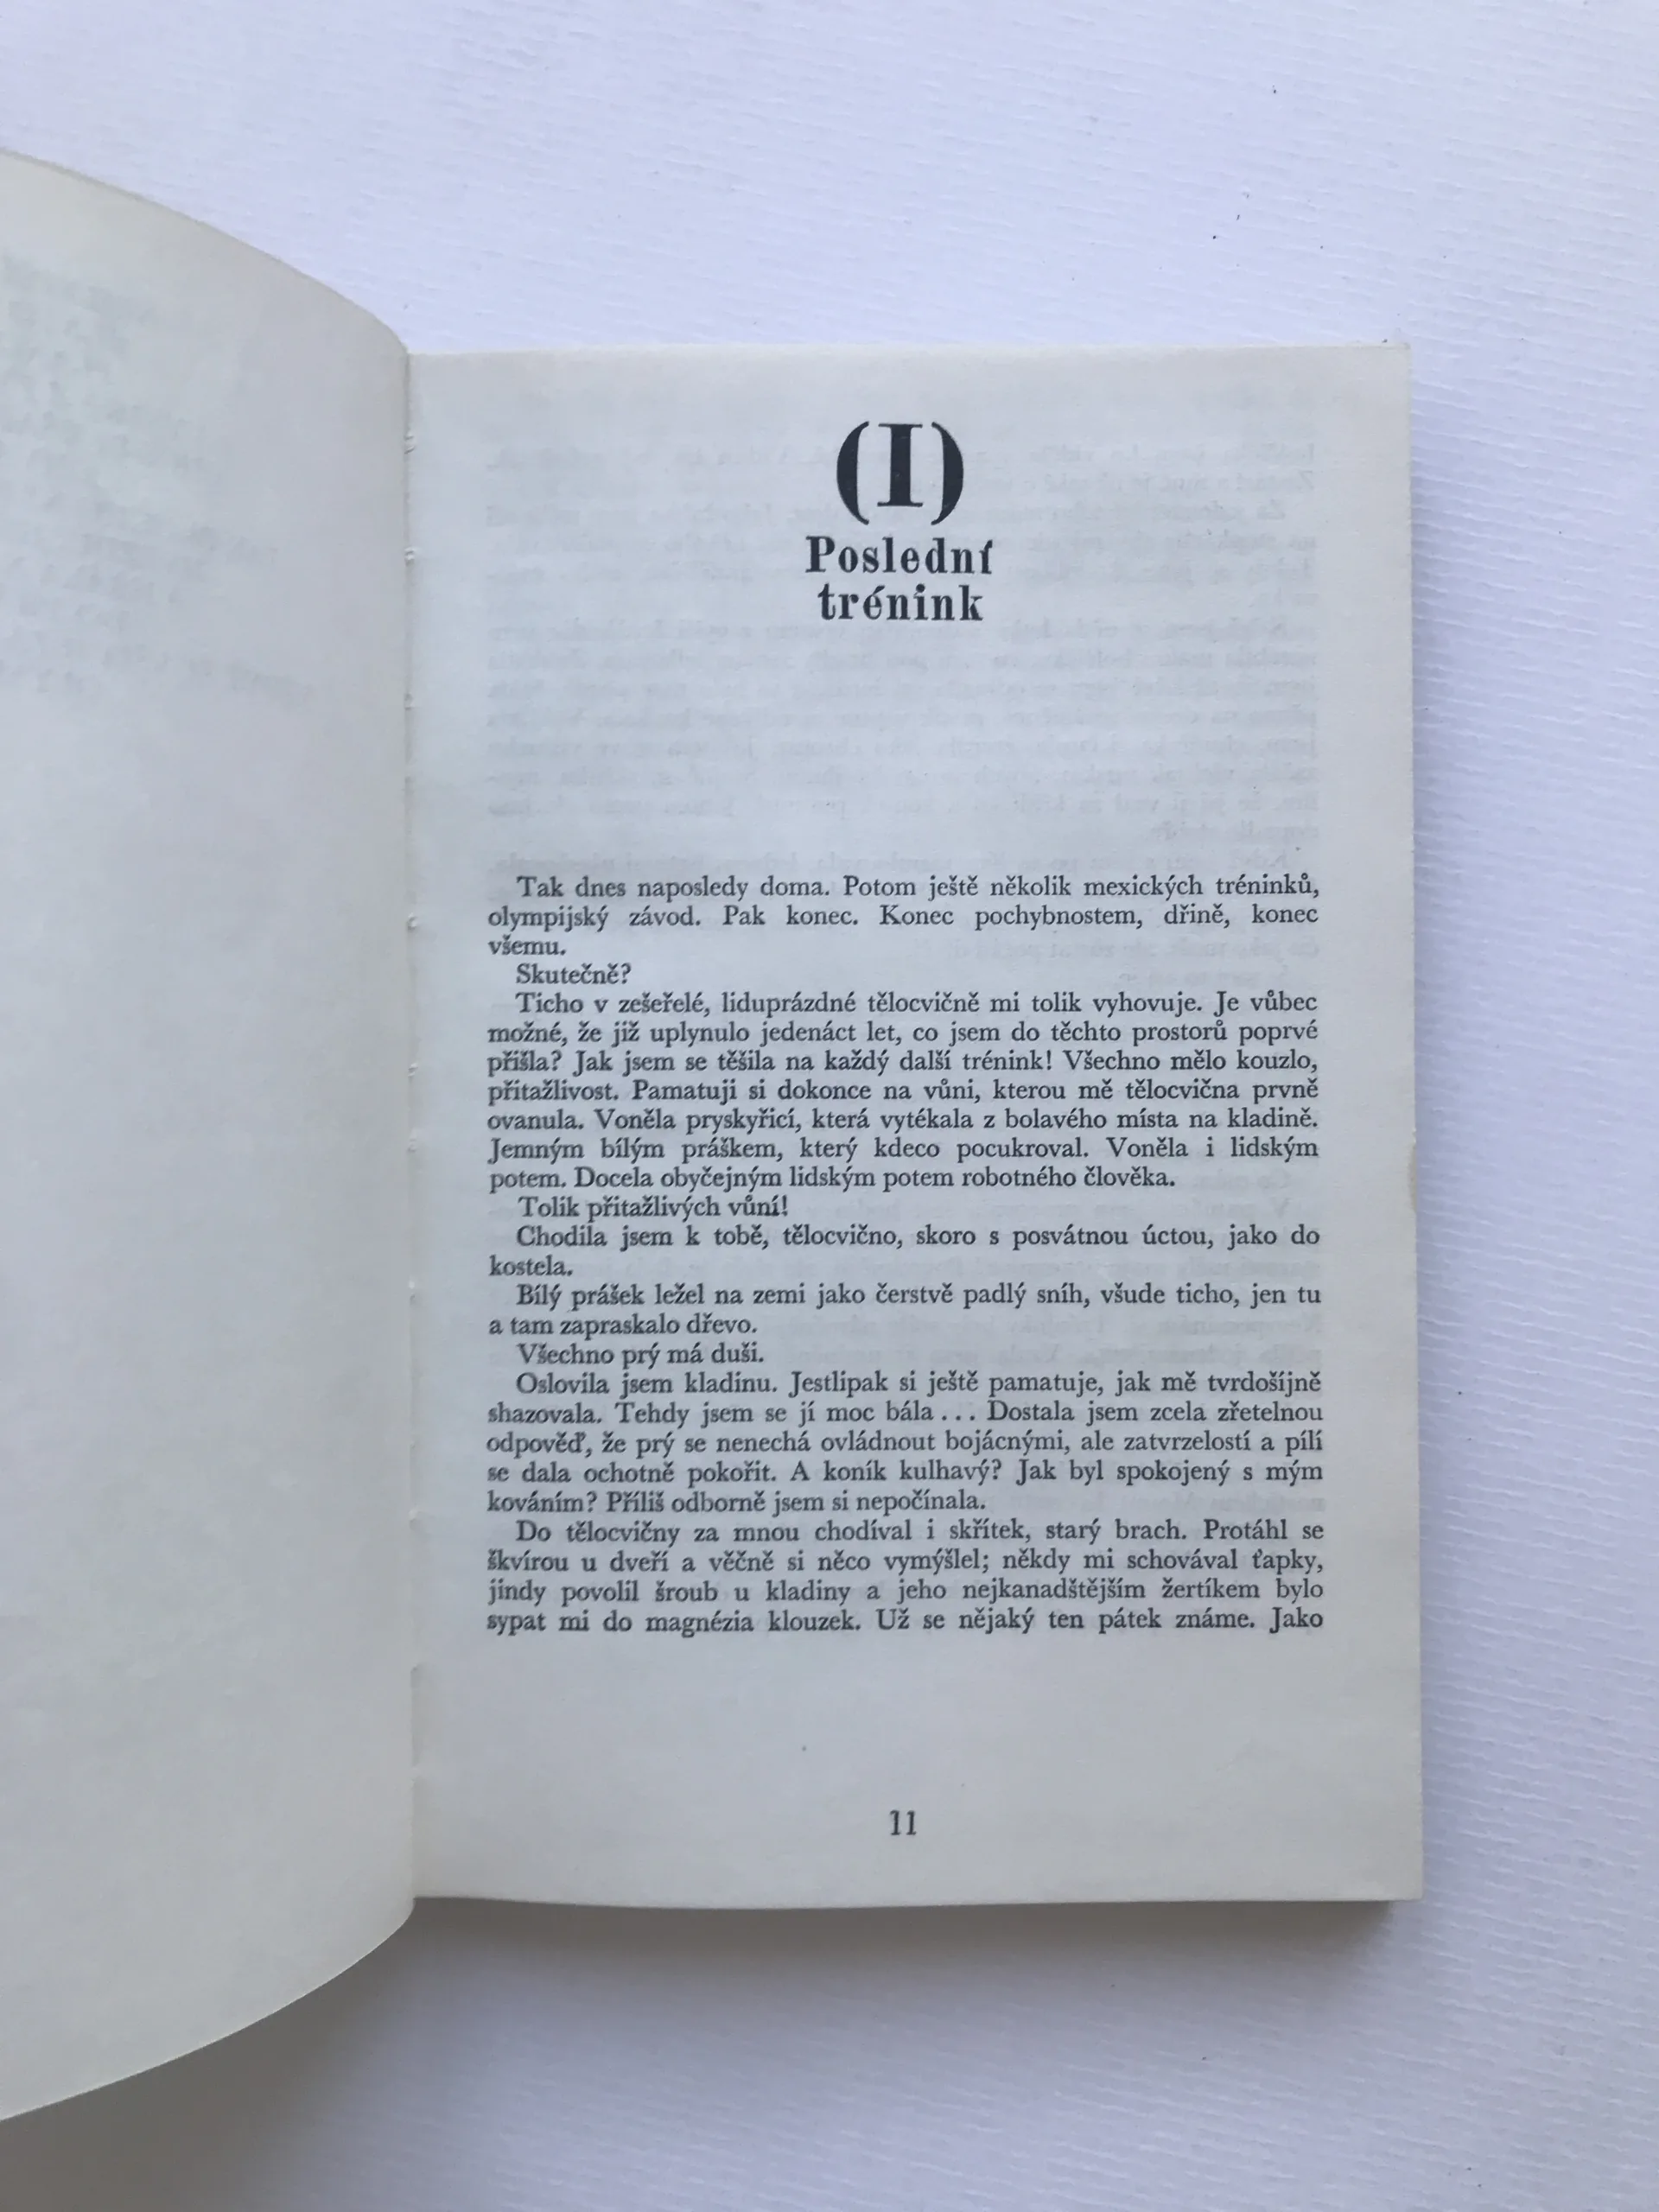 (I)
Poslední
trénink
Tak dnes naposledy doma. Potom ještě několik mexických tréninků,
olympijský závod. Pak konec. Konec pochybnostem, dřině, konec
všemu.
Skutečně?
Ticho v zešeřelé, liduprázdné tělocvičně mi tolik vyhovuje. Je vůbec
možné, že již uplynulo jedenáct let, co jsem do těchto prostorů poprvé
přišla? Jak jsem se těšila na každý další trénink! Všechno mělo kouzlo,
přitažlivost. Pamatuji si dokonce na vůni, kterou mě tělocvična prvně
ovanula. Voněla pryskyřicí, která vytékala z bolavého místa na kladině.
Jemným bílým práškem, který kdeco pocukroval. Voněla i lidským
potem. Docela obyčejným lidským potem robotného člověka.
Tolik přitažlivých vůní!
Chodila jsem k tobě, tělocvično, skoro s posvátnou úctou, jako do
kostela.
Bílý prášek ležel na zemi jako čerstvě padlý sníh, všude ticho, jen tu
a tam zapraskalo dřevo.
Všechno prý má duši.
Oslovila jsem kladinu. Jestlipak si ještě pamatuje, jak mě tvrdošíjně
shazovala. Tehdy jsem se jí moc bála... Dostala jsem zcela zřetelnou
odpověď, že prý se nenechá ovládnout bojácnými, ale zatvrzelostí a pílí
se dala ochotně pokořit. A koník kulhavý? Jak byl spokojený s mým
kováním? Příliš odborně jsem si nepočínala.
Do tělocvičny za mnou chodíval i skřítek, starý brach. Protáhl se
škvírou u dveří a věčně si něco vymýšlel; někdy mi schovával ťapky,
jindy povolil šroub u kladiny a jeho nejkanadštějším žertíkem bylo
sypat mi do magnézia klouzek. Už se nějaký ten pátek známe. Jako
11